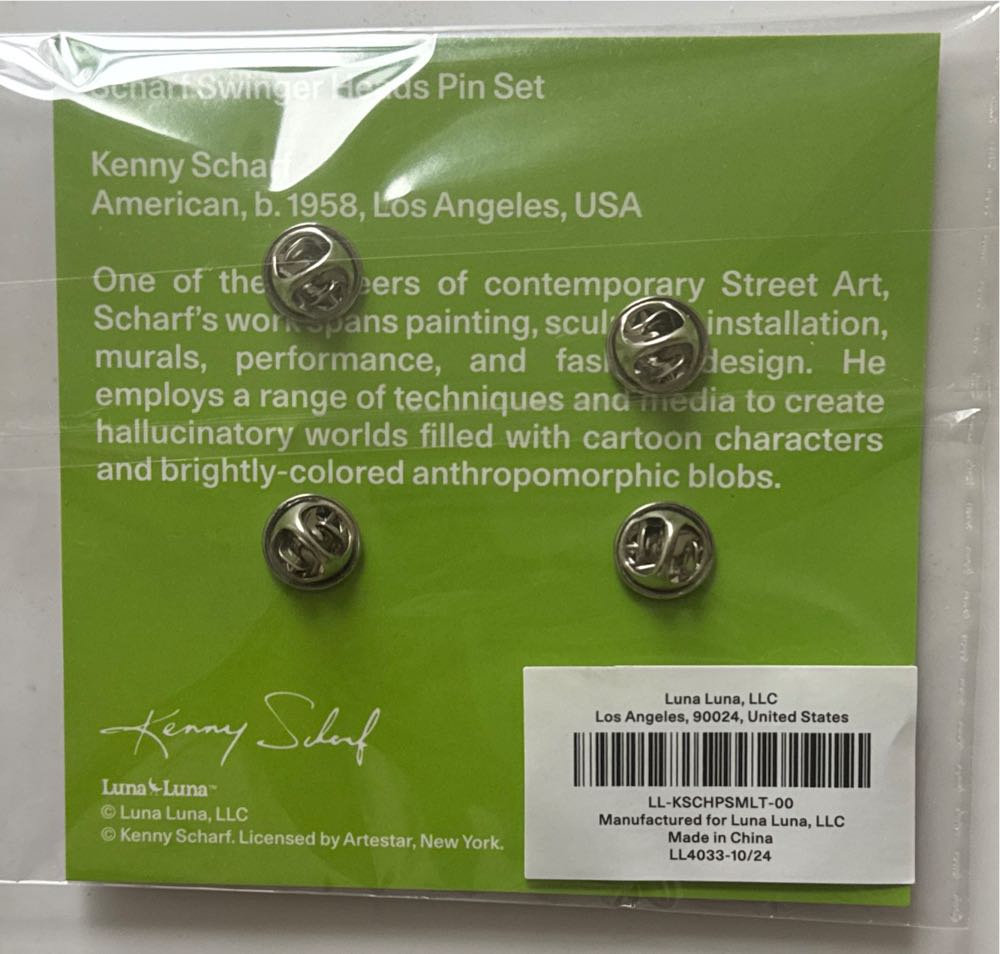 Scharf Swinger Heads Pin Set
Kenny Scharf
American, b. 1958, Los Angeles, USA
One of the eers of contemporary Street Art,
Scharf's work spans painting, scul installation,
murals, performance, and fash design. He
employs a range of techniques and media to create
hallucinatory worlds filled with cartoon characters
and brightly-colored anthropomorphic blobs.
Kenny Scharf
Luna Luna™
© Luna Luna, LLC
© Kenny Scharf. Licensed by Artestar, New York.
Luna Luna, LLC
Los Angeles, 90024, United States
LL-KSCHPSMLT-00
Manufactured for Luna Luna, LLC
Made in China
LL4033-10/24